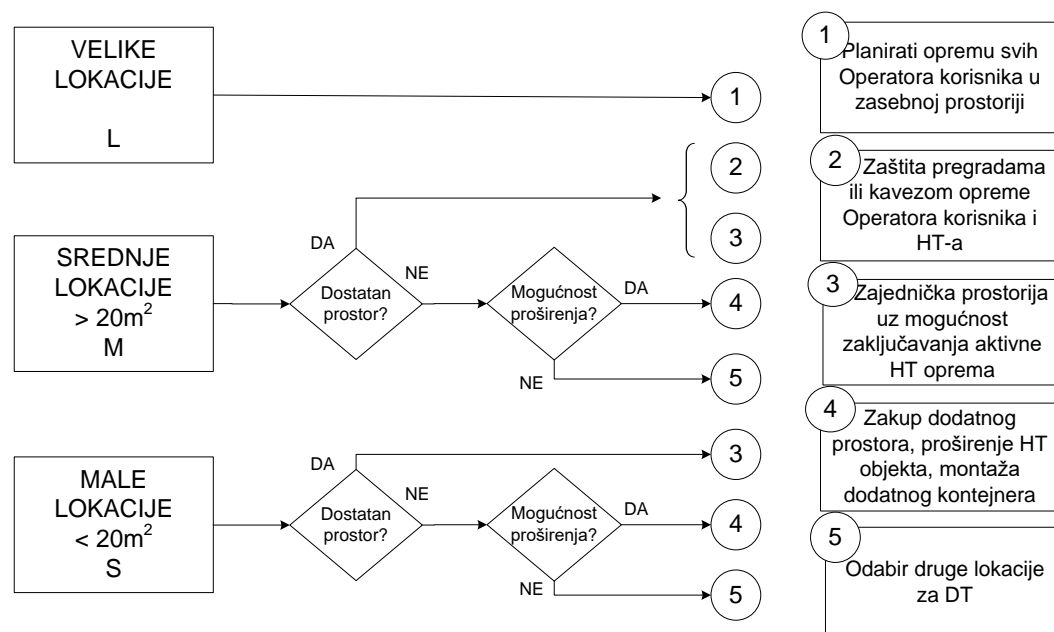 VELIKE
LOKACIJE
L
1
2
3
SREDNJE
LOKACIJE
> 20m²
M
DA
NE
Dostatan
prostor?
Mogućnost
proširenja?
DA
NE
4
5
MALE
LOKACIJE
< 20m²
S
DA
NE
Dostatan
prostor?
Mogućnost
proširenja?
DA
NE
3
4
5
1
Planirati opremu svih
Operatora korisnika u
zasebnoj prostoriji
2
Zaštita pregradama
ili kavezom opreme
Operatora korisnika i
HT-a
3
Zajednička prostorija
uz mogućnost
zaključavanja aktivne
HT oprema
4
Zakup dodatnog
prostora, proširenje HT
objekta, montaža
dodatnog kontejnera
5
Odabir druge lokacije
za DT